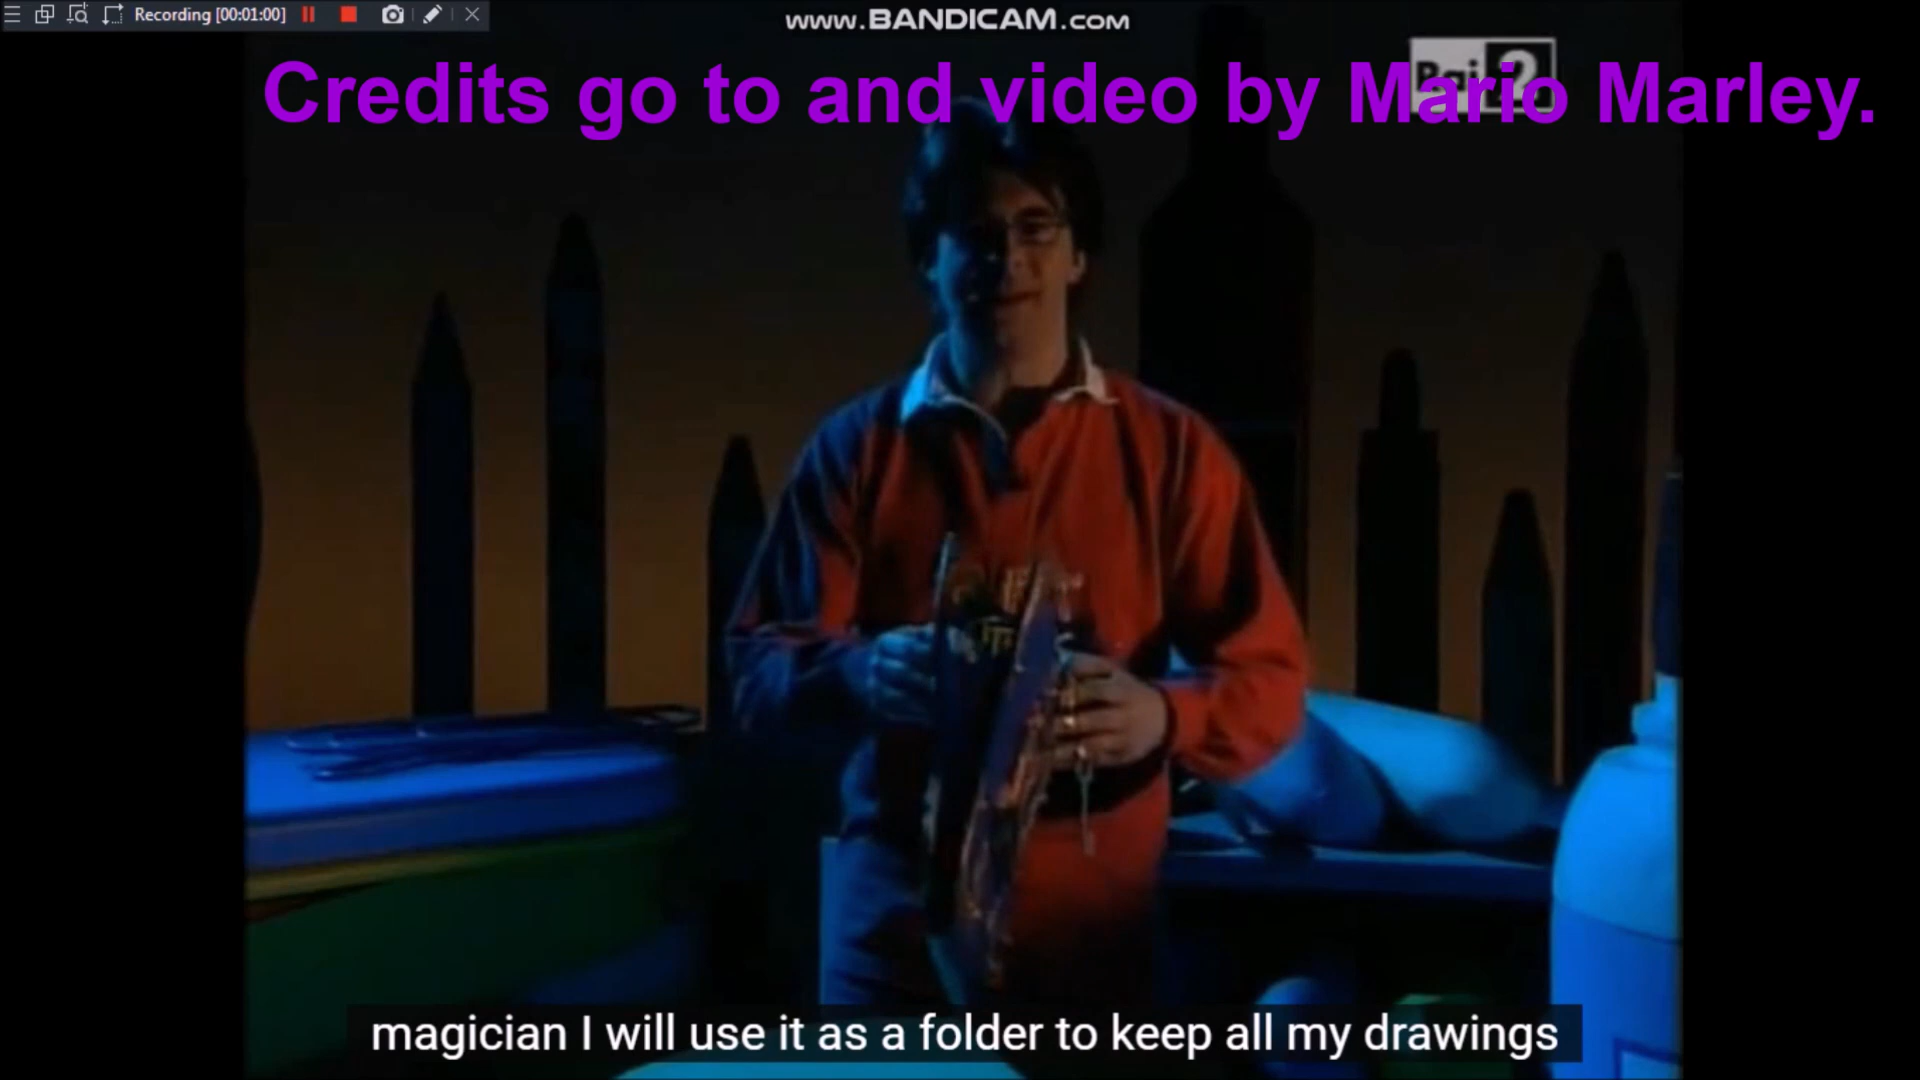 Recording [00:01:00]
www.BANDICAM.com
Rai
?
Credits go to and video by Mario Marley.
magician I will use it as a folder to keep all my drawings